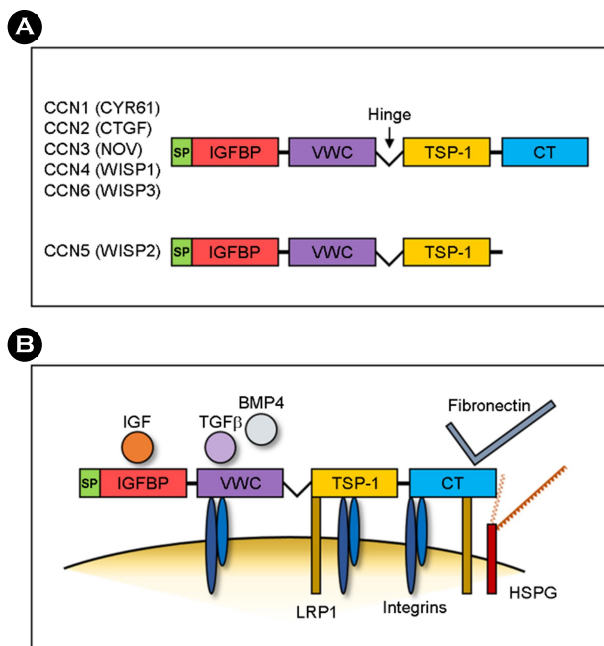 A
CCN1 (CYR61)
CCN2 (CTGF)
CCN3 (NOV)
CCN4 (WISP1)
CCN6 (WISP3)
Hinge
SP IGFBP VWC TSP-1 CT
CCN5 (WISP2)
SP IGFBP VWC TSP-1
B
BMP4
Fibronectin
IGF TGFβ
SP IGFBP VWC TSP-1 CT
HSPG
LRP1 Integrins